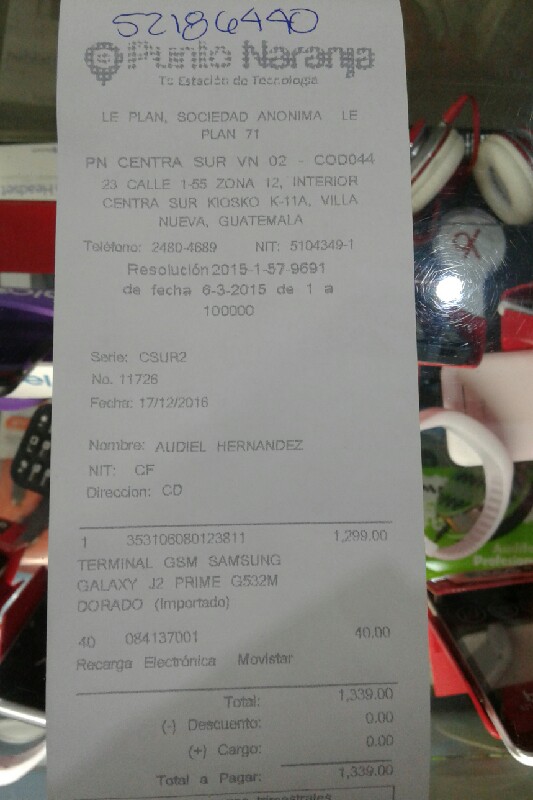 52186440
Punto Naranja
Tu Estación de Tecnología
LE PLAN, SOCIEDAD ANONIMA LE
PLAN 71
PN CENTRA SUR VN 02 - COD044
23 CALLE 1-55 ZONA 12, INTERIOR
CENTRA SUR KIOSKO K-11A, VILLA
NUEVA, GUATEMALA
Teléfono: 2480-4689 NIT: 5104349-1
Resolución 2015-1-57-9691
de fecha 6-3-2015 de 1 a
100000
Serie: CSUR2
No. 11726
Fecha: 17/12/2016
Nombre: AUDIEL HERNANDEZ
NIT: CF
Direccion: CD
1 353106080123811 1,299.00
TERMINAL GSM SAMSUNG
GALAXY J2 PRIME G532M
DORADO (Importado)
40 084137001 40.00
Recarga Electrónica Movistar
Total: 1,339.00
(-) Descuento: 0.00
(+) Cargo: 0.00
Total a Pagar: 1,339.00
trimestrales